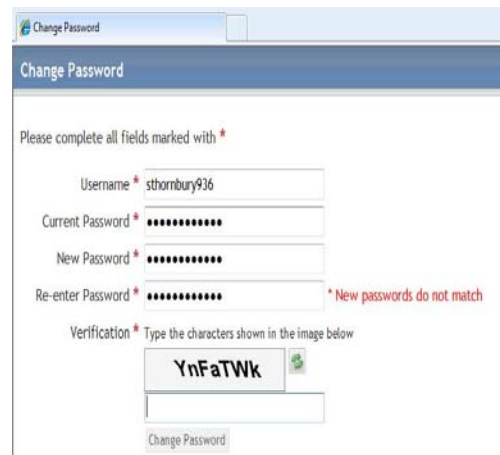 Change Password
Change Password
Please complete all fields marked with *
Username * sthornbury936
Current Password * ••••••••••••
New Password * ••••••••••••
Re-enter Password * •••••••••••• * New passwords do not match
Verification * Type the characters shown in the image below
YnFaTWk
Change Password